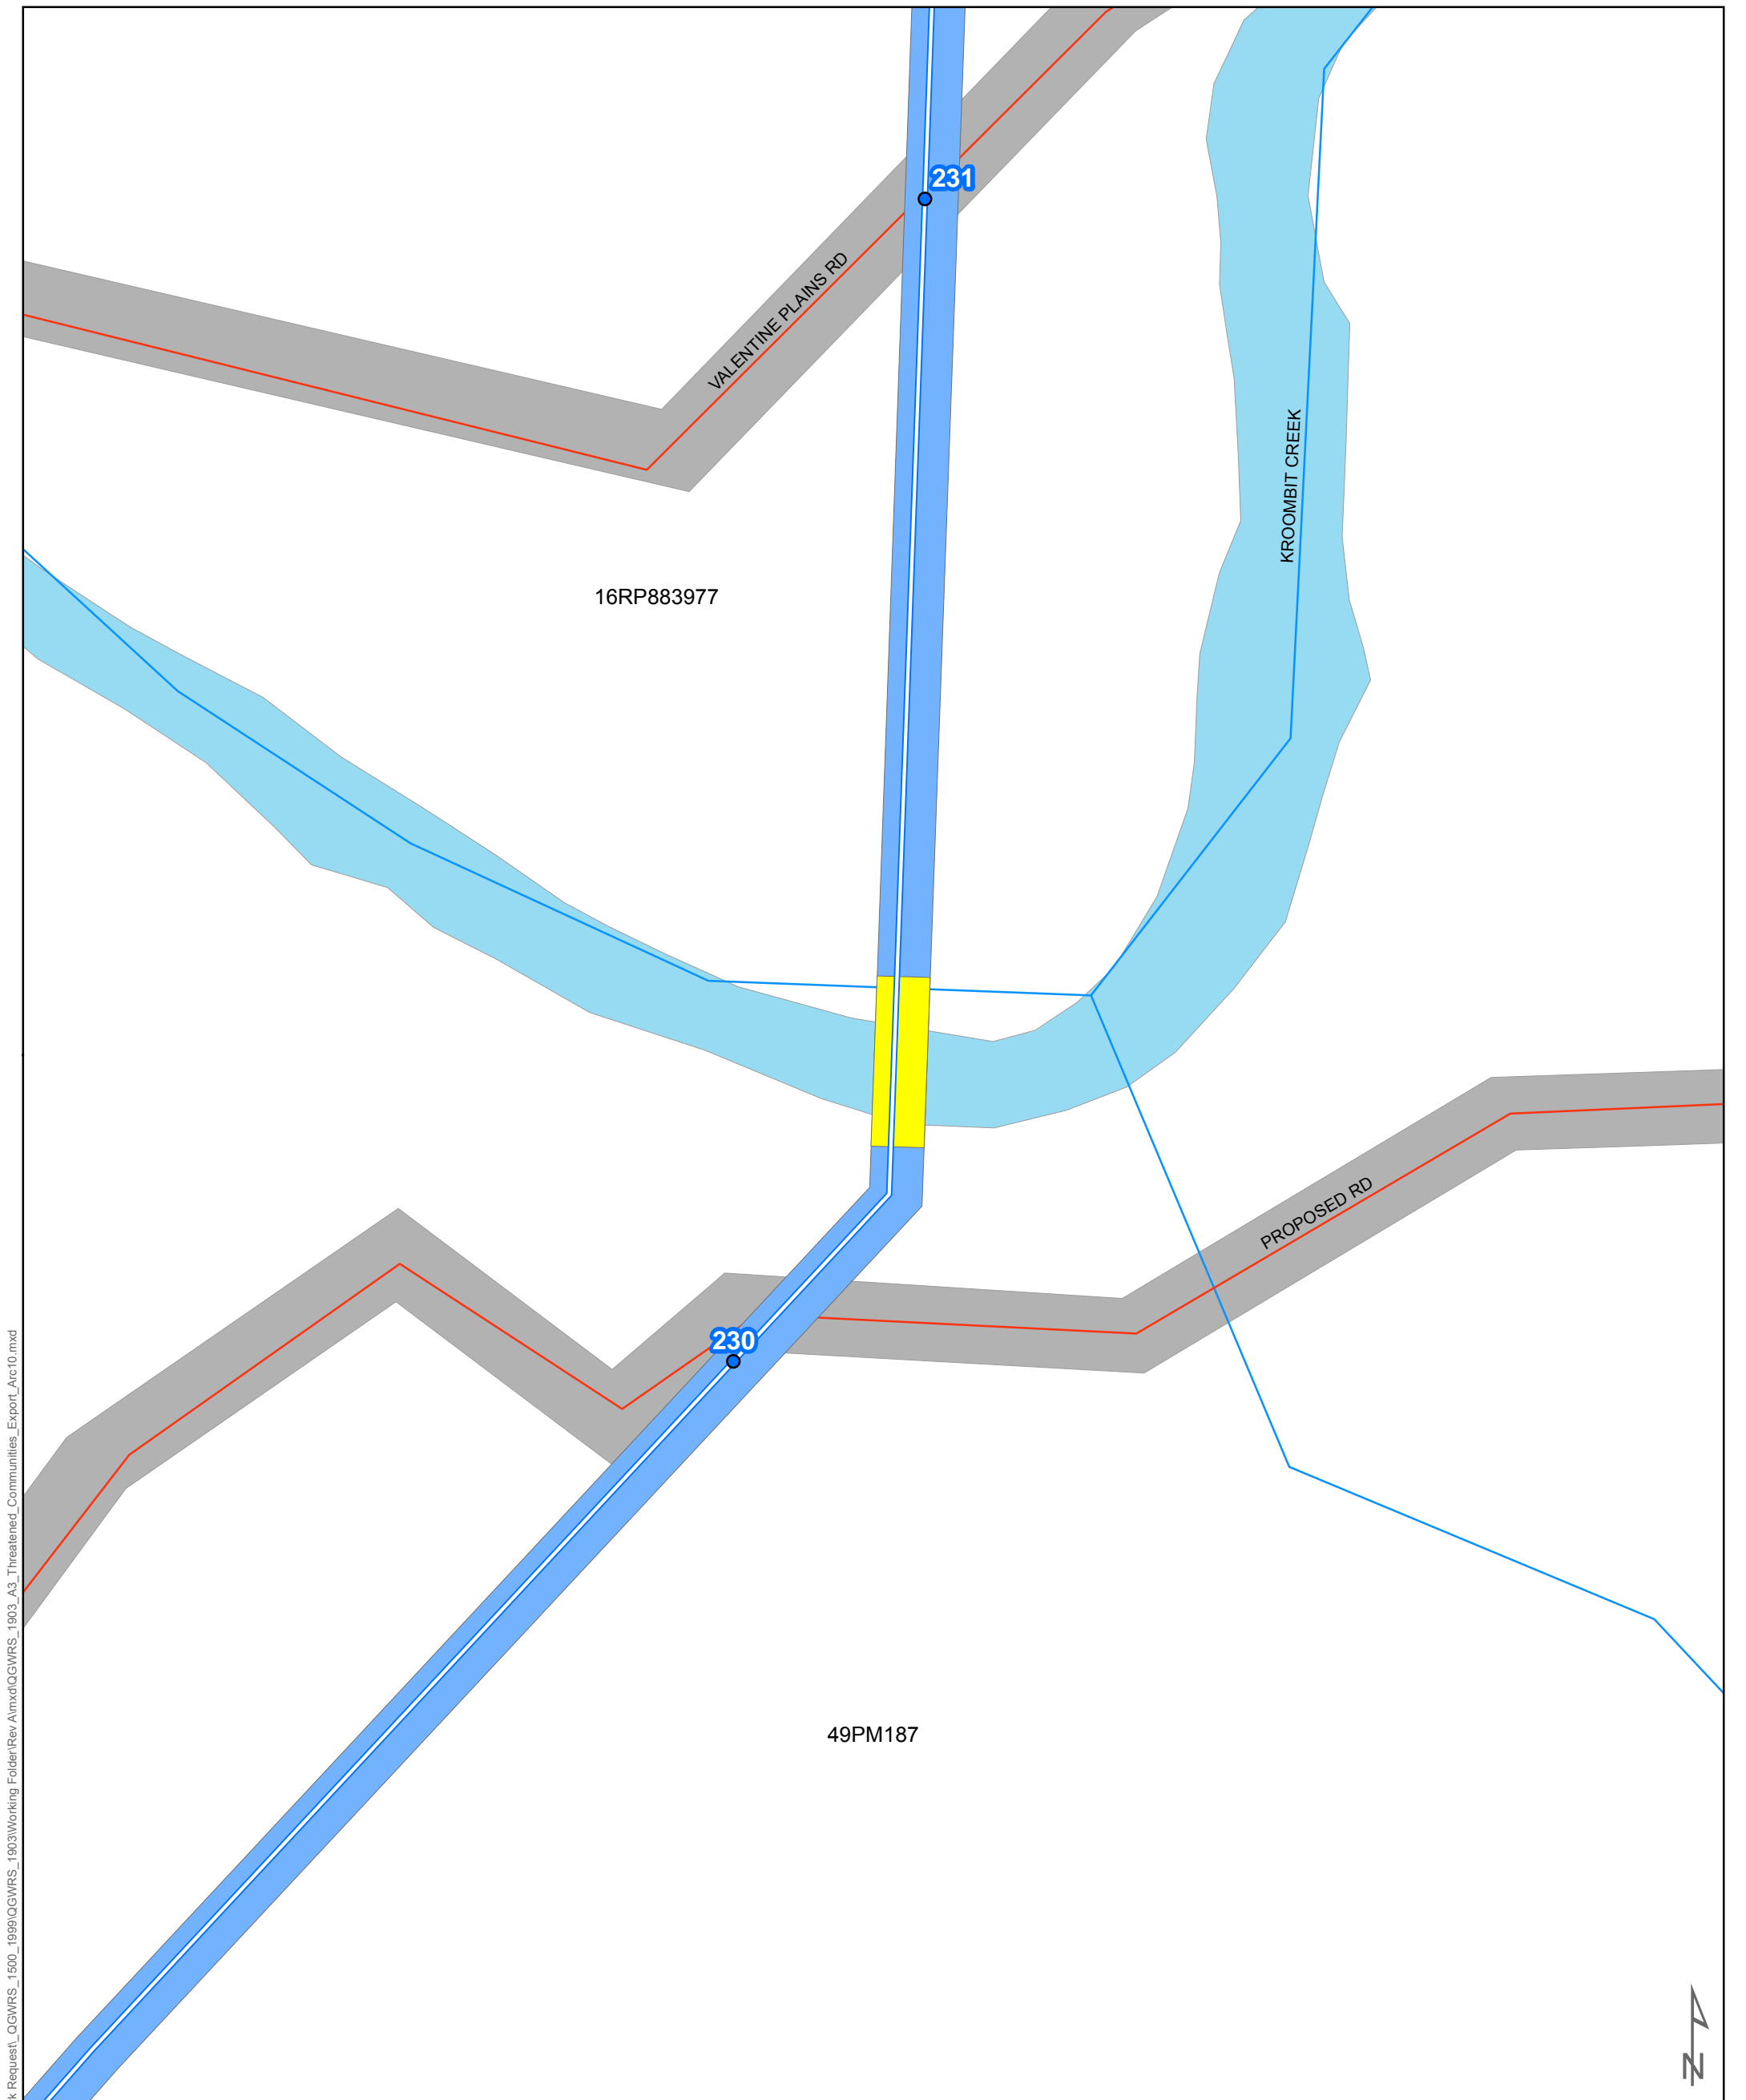 231
VALENTINE PLAINS RD
KROOMBIT CREEK
16RP883977
PROPOSED RD
230
49PM187
k Request\_QGWRS_1500_1999\QGWRS_1903\Working Folder\Rev A\mxd\QGWRS_1903_A3_Threatened_Communities_Export_Arc10.mxd
N